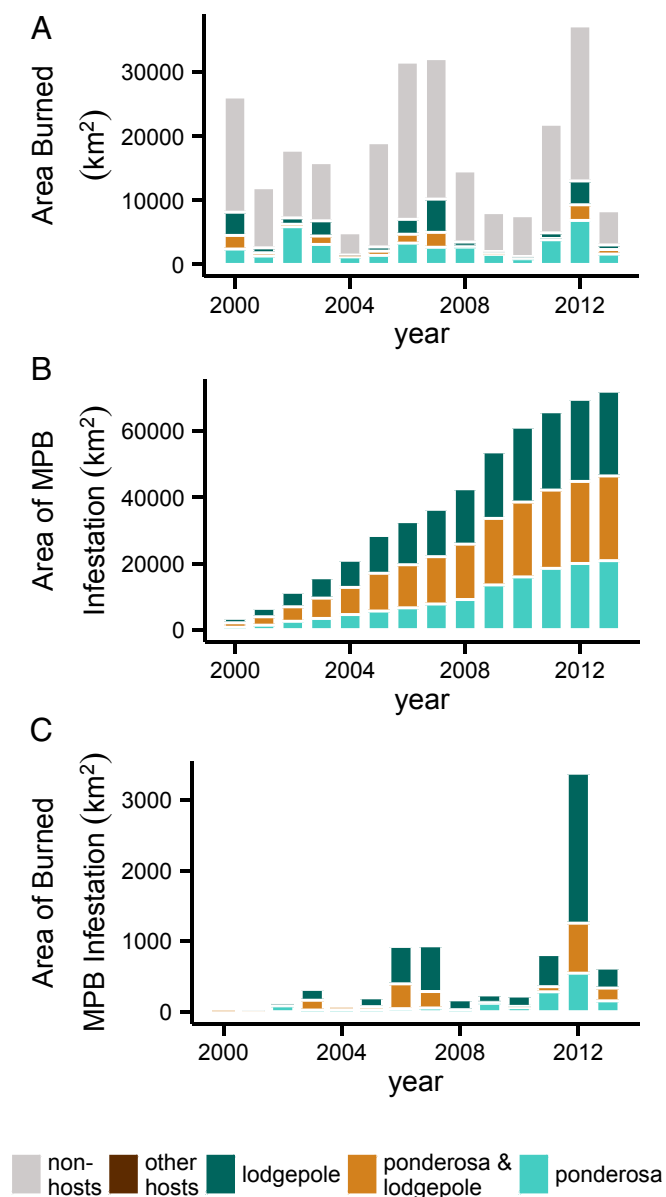 A
Area Burned
(km²)
30000
20000
10000
0
2000
2004
2008
2012
year
B
Area of MPB
Infestation (km²)
60000
40000
20000
0
2000
2004
2008
2012
year
C
Area of Burned
MPB Infestation (km²)
3000
2000
1000
0
2000
2004
2008
2012
year
non-
hosts
other
hosts
lodgepole
ponderosa &
lodgepole
ponderosa